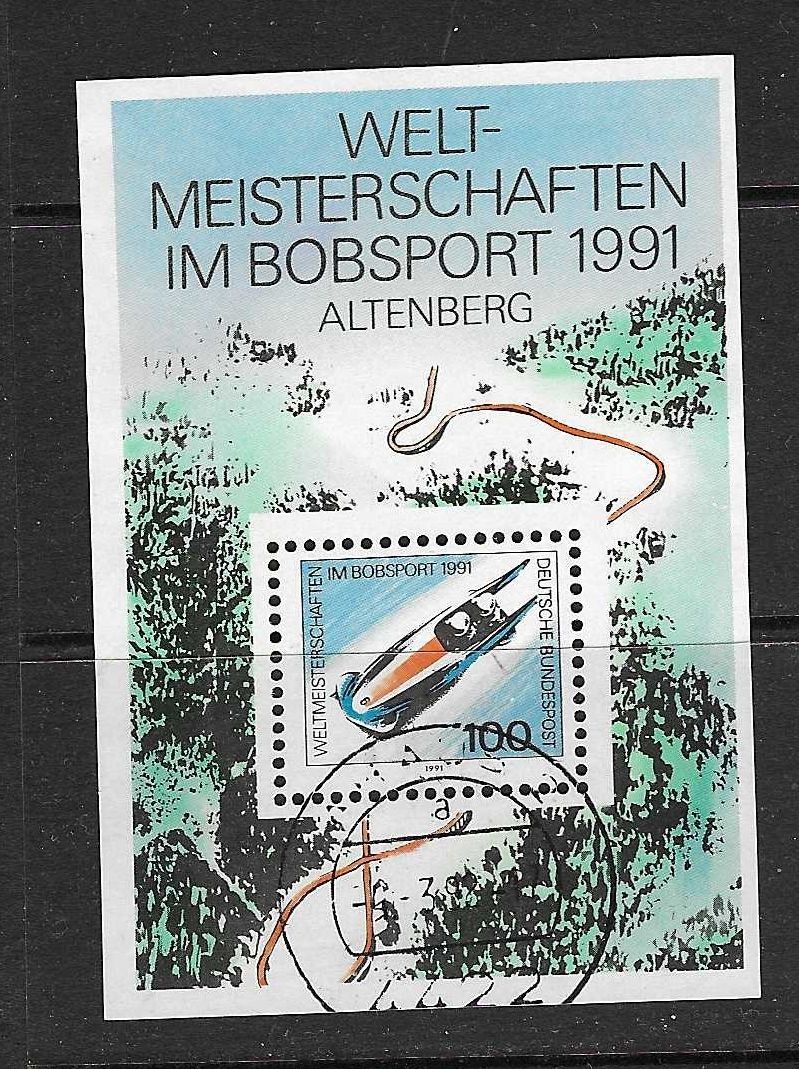 WELT-
MEISTERSCHAFTEN
IM BOBSPORT 1991
ALTENBERG
WELTMEISTERSCHAFTEN
IM BOBSPORT 1991
DEUTSCHE BUNDESPOST
100
1991
a